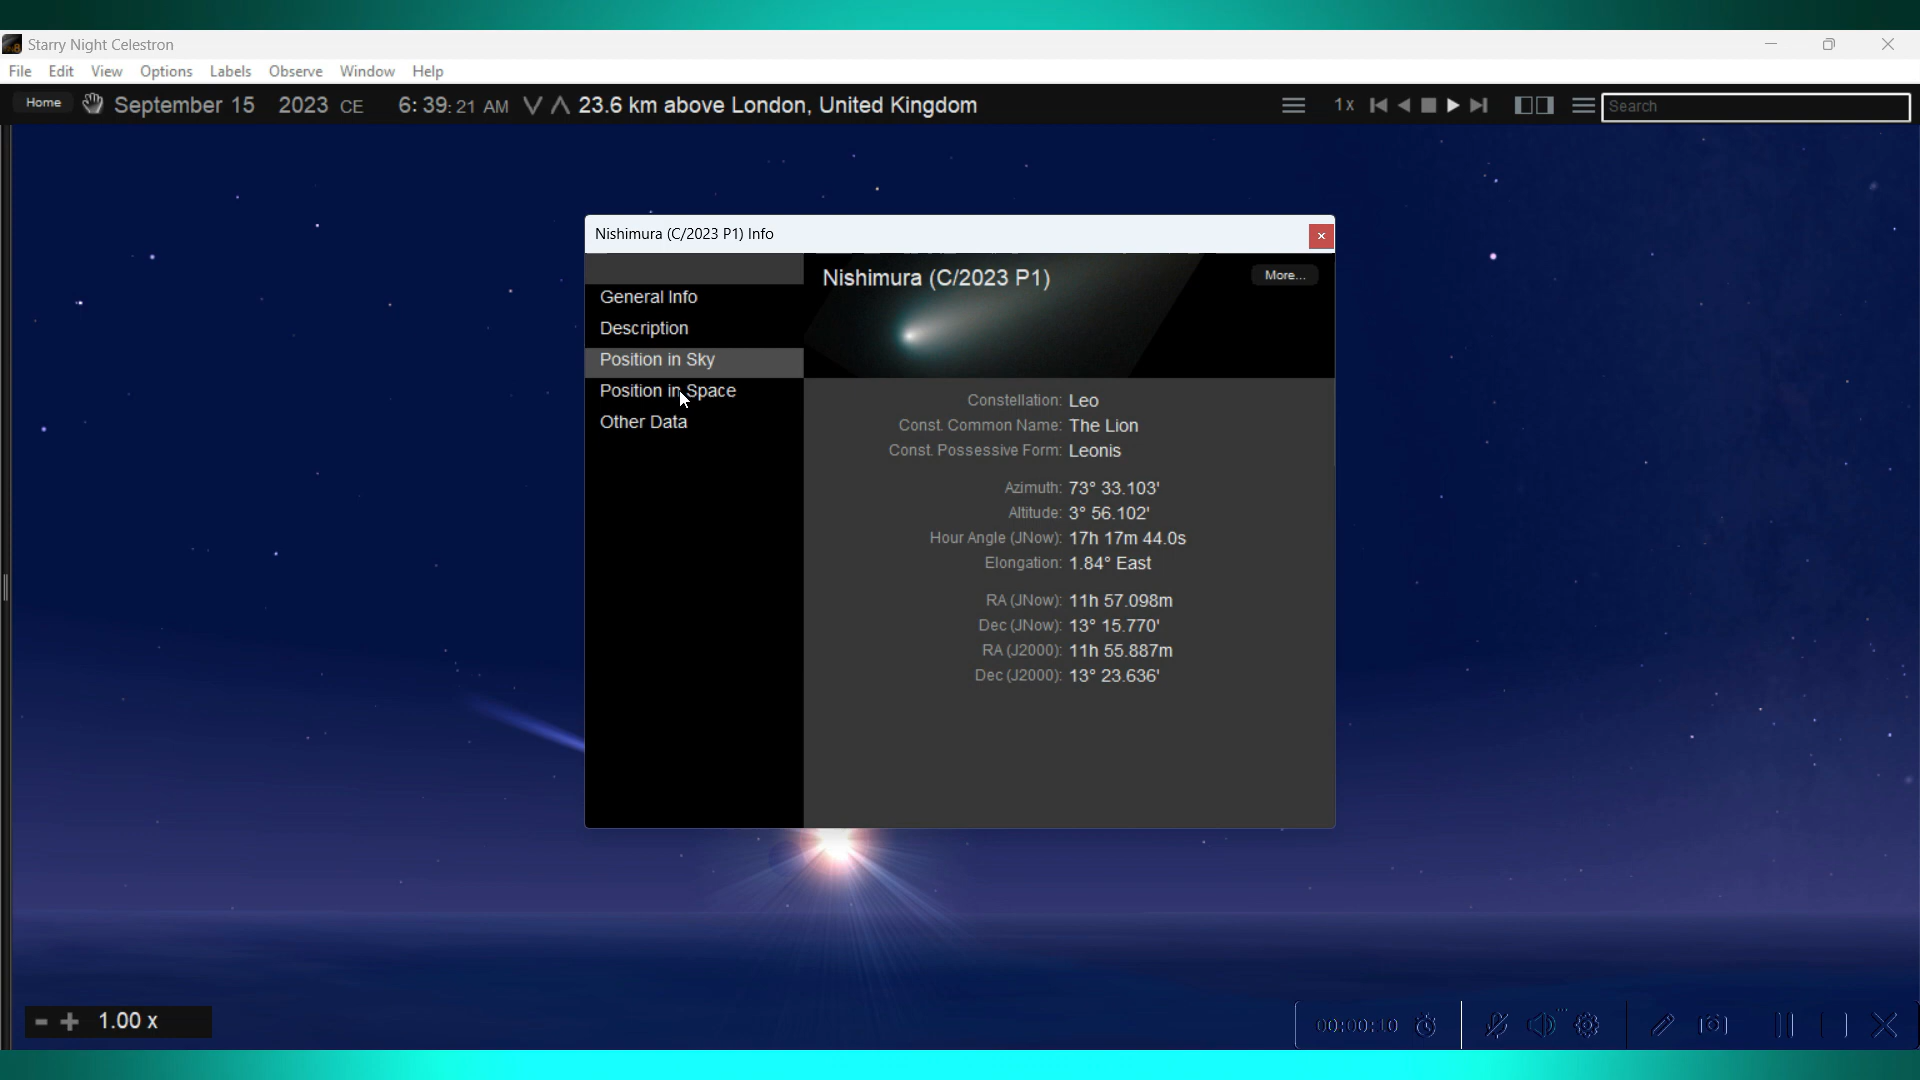 Starry Night Celestron
File Edit View Options Labels Observe Window Help
Home September 15 2023 CE 6:39:21 AM 23.6 km above London, United Kingdom 1x Search
Nishimura (C/2023 P1) Info
Nishimura (C/2023 P1) More...
General Info
Description
Position in Sky
Position in Space
Other Data
Constellation: Leo
Const. Common Name: The Lion
Const. Possessive Form: Leonis
Azimuth: 73° 33.103'
Altitude: 3° 56.102'
Hour Angle (JNow): 17h 17m 44.0s
Elongation: 1.84° East
RA (JNow): 11h 57.098m
Dec (JNow): 13° 15.770'
RA (J2000): 11h 55.887m
Dec (J2000): 13° 23.636'
1.00 x
00:00:10